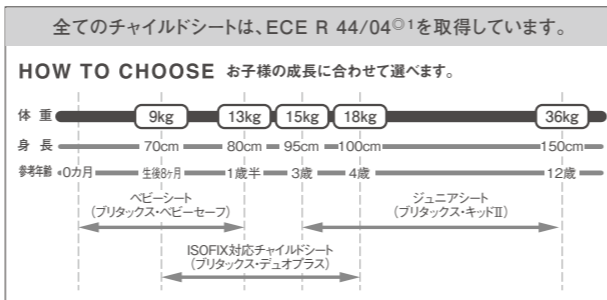 全てのチャイルドシートは、ECE R 44/04◎1を取得しています。
HOW TO CHOOSE お子様の成長に合わせて選べます。
体 重 9kg 13kg 15kg 18kg 36kg
身 長 70cm 80cm 95cm 100cm 150cm
参考年齢 0カ月 生後8ヶ月 1歳半 3歳 4歳 12歳
ベビーシート ジュニアシート
(ブリタックス・ベビーセーフ) (ブリタックス・キッドII)
ISOFIX対応チャイルドシート
(ブリタックス・デュオプラス)